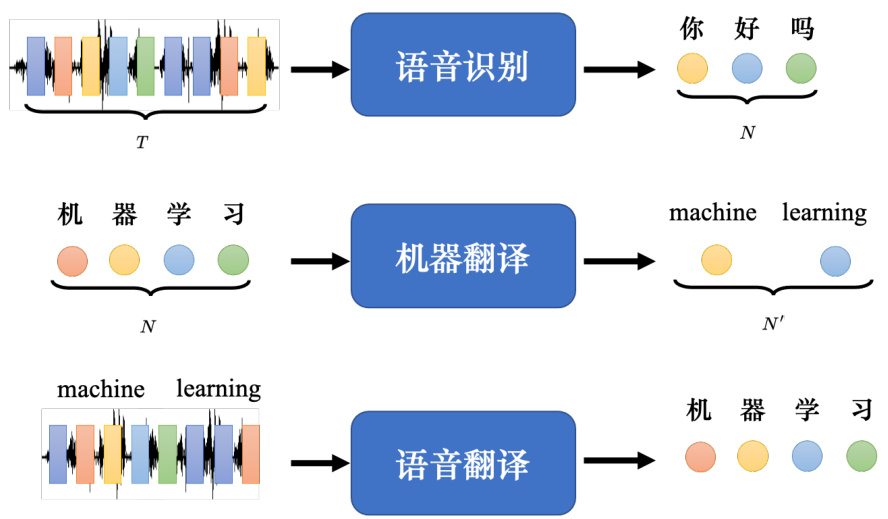 语音识别
你 好 吗
T
N
机 器 学 习
机器翻译
machine learning
N
N′
machine learning
语音翻译
机 器 学 习